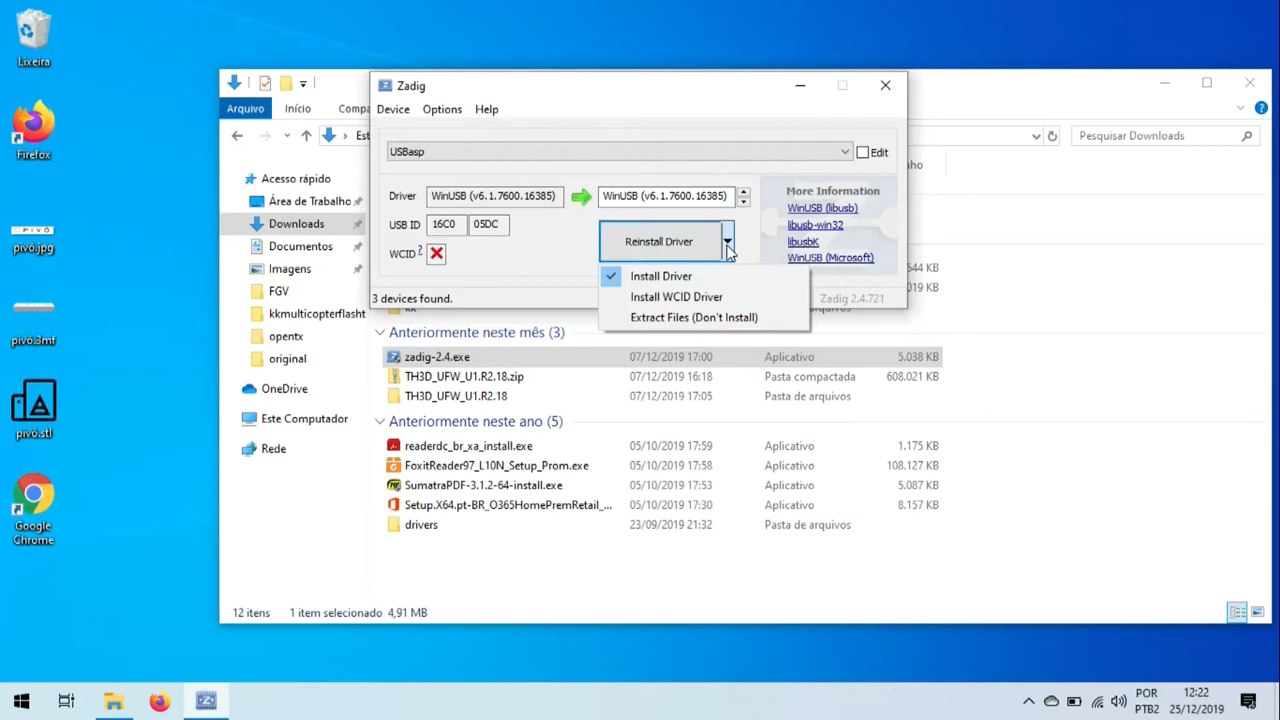 Lixeira
Firefox
pivô.jpg
pivô.3mf
pivô.stl
Google Chrome
Arquivo
Início
Compa
Est
Pesquisar Downloads
Acesso rápido
Área de Trabalho
Downloads
Documentos
Imagens
FGV
kkmulticopterflasht
opentx
original
OneDrive
Este Computador
Rede
Zadig
Device Options Help
USBasp
Edit
Driver WinUSB (v6.1.7600.16385) WinUSB (v6.1.7600.16385)
USB ID 16C0 05DC
WCID ?
Reinstall Driver
Install Driver
Install WCID Driver
Extract Files (Don't Install)
More Information
WinUSB (libusb)
libusb-win32
libusbK
WinUSB (Microsoft)
3 devices found.
Zadig 2.4.721
nho
544 KB
019 KB
kk
Anteriormente neste mês (3)
zadig-2.4.exe 07/12/2019 17:00 Aplicativo 5.038 KB
TH3D_UFW_U1.R2.18.zip 07/12/2019 16:18 Pasta compactada 608.021 KB
TH3D_UFW_U1.R2.18 07/12/2019 17:05 Pasta de arquivos
Anteriormente neste ano (5)
readerdc_br_xa_install.exe 05/10/2019 17:59 Aplicativo 1.175 KB
FoxitReader97_L10N_Setup_Prom.exe 05/10/2019 17:58 Aplicativo 108.127 KB
SumatraPDF-3.1.2-64-install.exe 05/10/2019 17:53 Aplicativo 5.087 KB
Setup.X64.pt-BR_O365HomePremRetail_... 05/10/2019 17:30 Aplicativo 8.157 KB
drivers 23/09/2019 21:32 Pasta de arquivos
12 itens 1 item selecionado 4,91 MB
POR
PTB2
12:22
25/12/2019